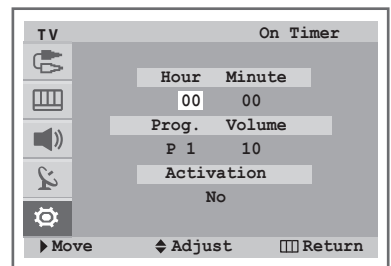 TV On Timer
Hour Minute
00 00
Prog. Volume
P 1 10
Activation
No
Move Adjust Return